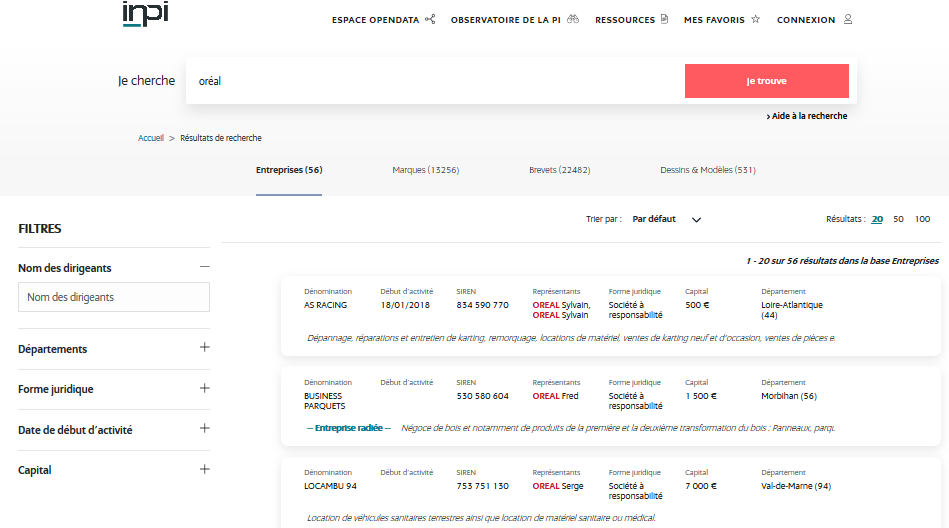 inpi
ESPACE OPENDATA OBSERVATOIRE DE LA PI RESSOURCES MES FAVORIS CONNEXION
Je cherche oréal Je trouve
› Aide à la recherche
Accueil > Résultats de recherche
Entreprises (56) Marques (13256) Brevets (22482) Dessins & Modèles (531)
Trier par : Par défaut Résultats : 20 50 100
FILTRES
1 - 20 sur 56 résultats dans la base Entreprises
Nom des dirigeants
Nom des dirigeants
Départements
Forme juridique
Date de début d'activité
Capital
Dénomination Début d'activité SIREN Représentants Forme juridique Capital Département
AS RACING 18/01/2018 834 590 770 OREAL Sylvain, Société à 500 € Loire-Atlantique
OREAL Sylvain responsabilité (44)
Dépannage, réparations et entretien de karting, remorquage, locations de matériel, ventes de karting neuf et d'occasion, ventes de pièces e
Dénomination Début d'activité SIREN Représentants Forme juridique Capital Département
BUSINESS 530 580 604 OREAL Fred Société à 1 500 € Morbihan (56)
PARQUETS responsabilité
-- Entreprise radiée -- Négoce de bois et notamment de produits de la première et la deuxième transformation du bois : Panneaux, parqu
Dénomination Début d'activité SIREN Représentants Forme juridique Capital Département
LOCAMBU 94 753 751 130 OREAL Serge Société à 7 000 € Val-de-Marne (94)
responsabilité
Location de véhicules sanitaires terrestres ainsi que location de matériel sanitaire ou médical.